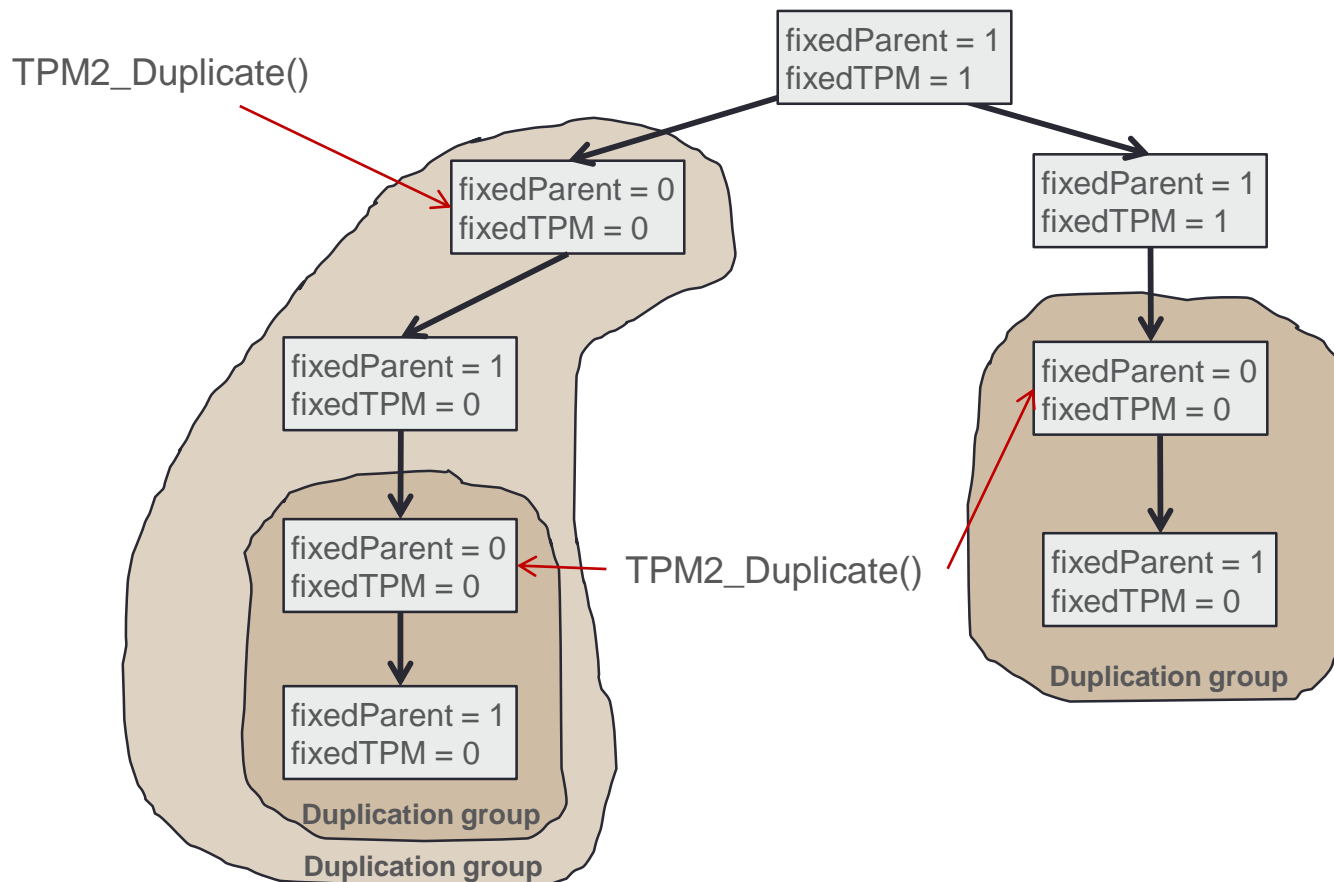 fixedParent = 1
fixedTPM = 1
TPM2_Duplicate()
fixedParent = 0
fixedTPM = 0
fixedParent = 1
fixedTPM = 1
fixedParent = 1
fixedTPM = 0
fixedParent = 0
fixedTPM = 0
fixedParent = 0
fixedTPM = 0
TPM2_Duplicate()
fixedParent = 1
fixedTPM = 0
Duplication group
fixedParent = 1
fixedTPM = 0
Duplication group
Duplication group